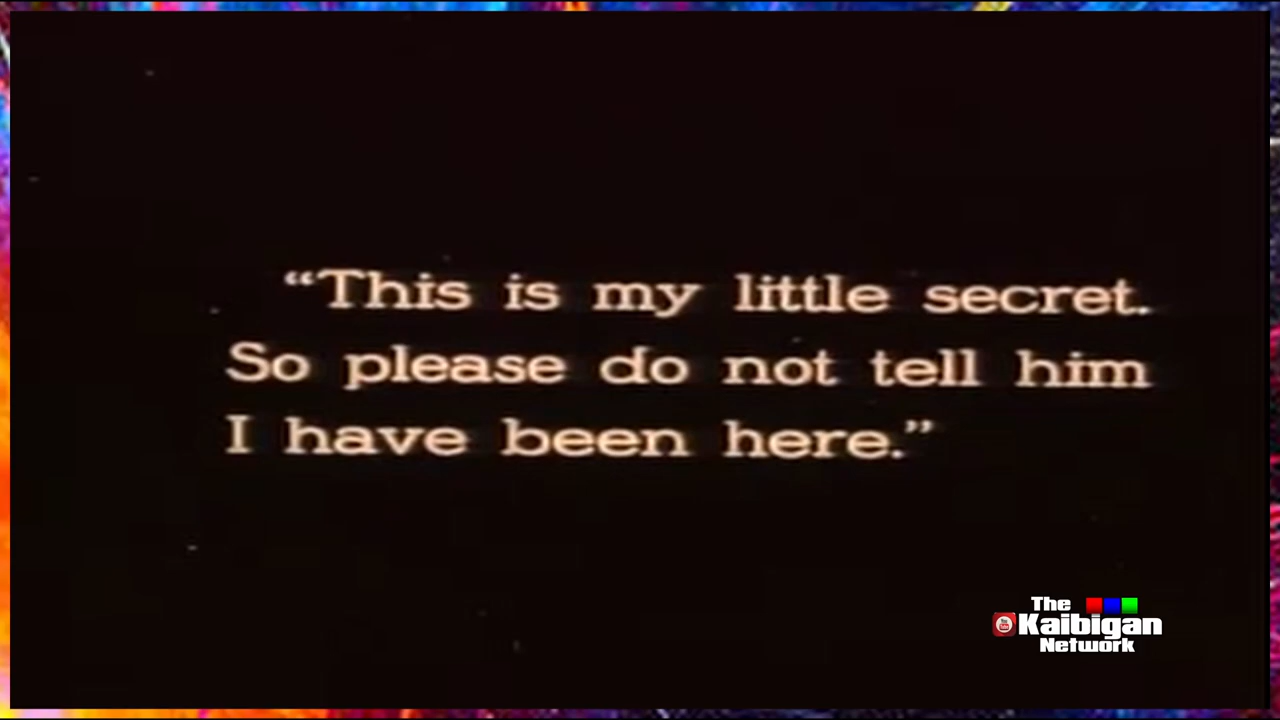 “This is my little secret.
So please do not tell him
I have been here.”
The
Kaibigan
Network